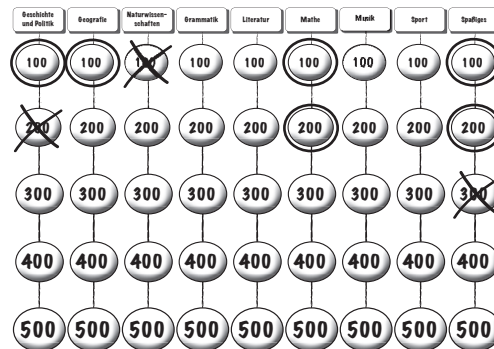 Geschichte und Politik
Geografie
Naturwissen-schaften
Grammatik
Literatur
Mathe
Musik
Sport
Spaßiges
100 100 100 100 100 100 100 100 100
200 200 200 200 200 200 200 200 200
300 300 300 300 300 300 300 300 300
400 400 400 400 400 400 400 400 400
500 500 500 500 500 500 500 500 500